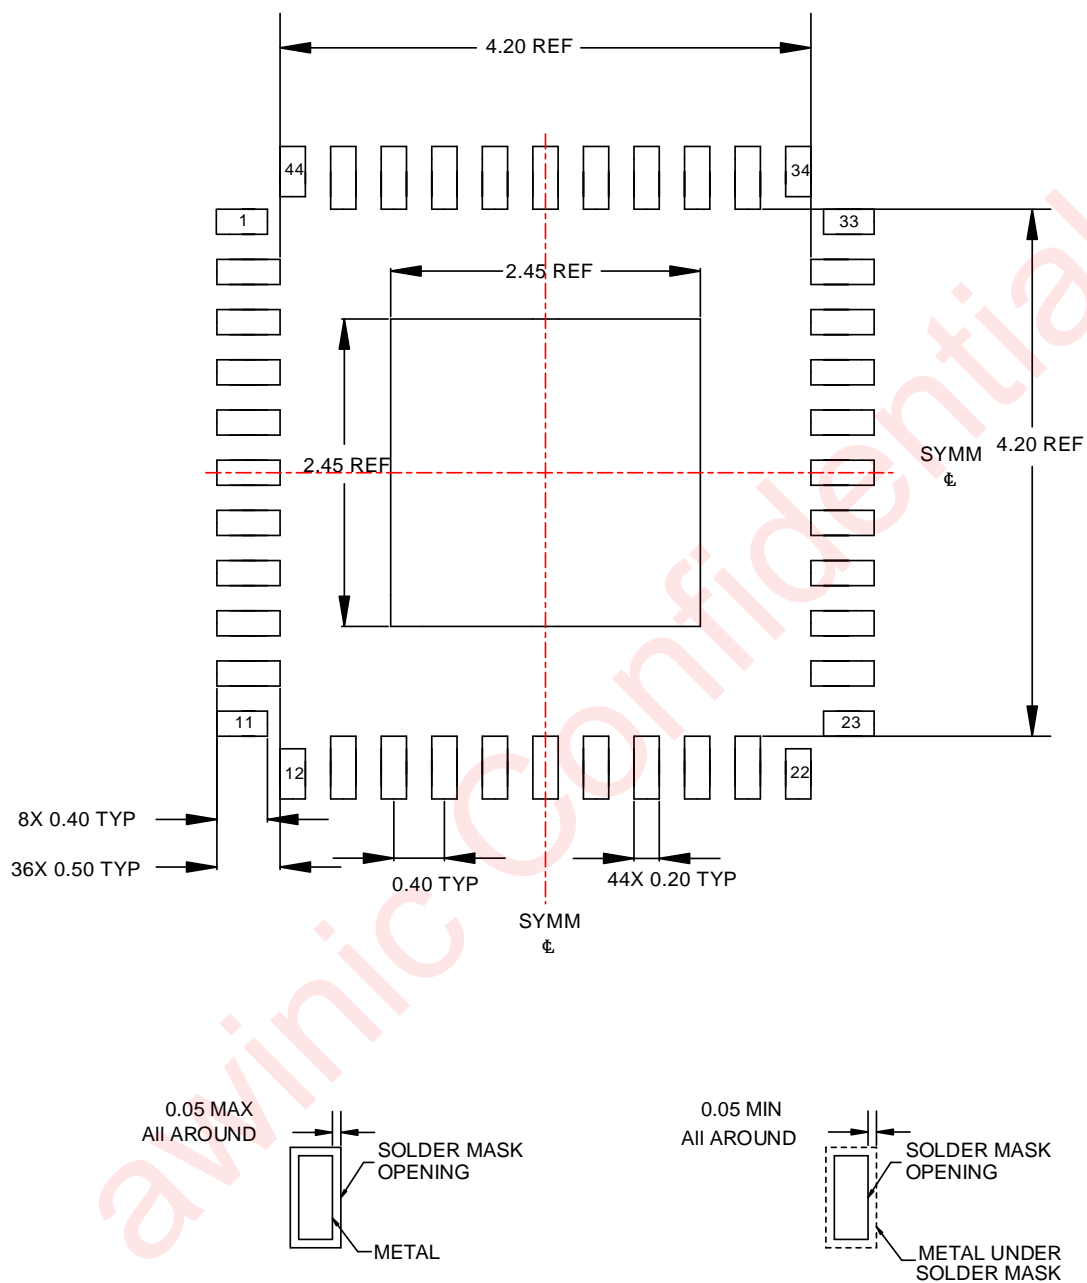 4.20 REF
44
34
1
33
2.45 REF
2.45 REF
SYMM
℄
4.20 REF
11
23
12
22
8X 0.40 TYP
36X 0.50 TYP
0.40 TYP
44X 0.20 TYP
SYMM
℄
awinic Confidential
0.05 MAX
All AROUND
SOLDER MASK
OPENING
METAL
0.05 MIN
All AROUND
SOLDER MASK
OPENING
METAL UNDER
SOLDER MASK